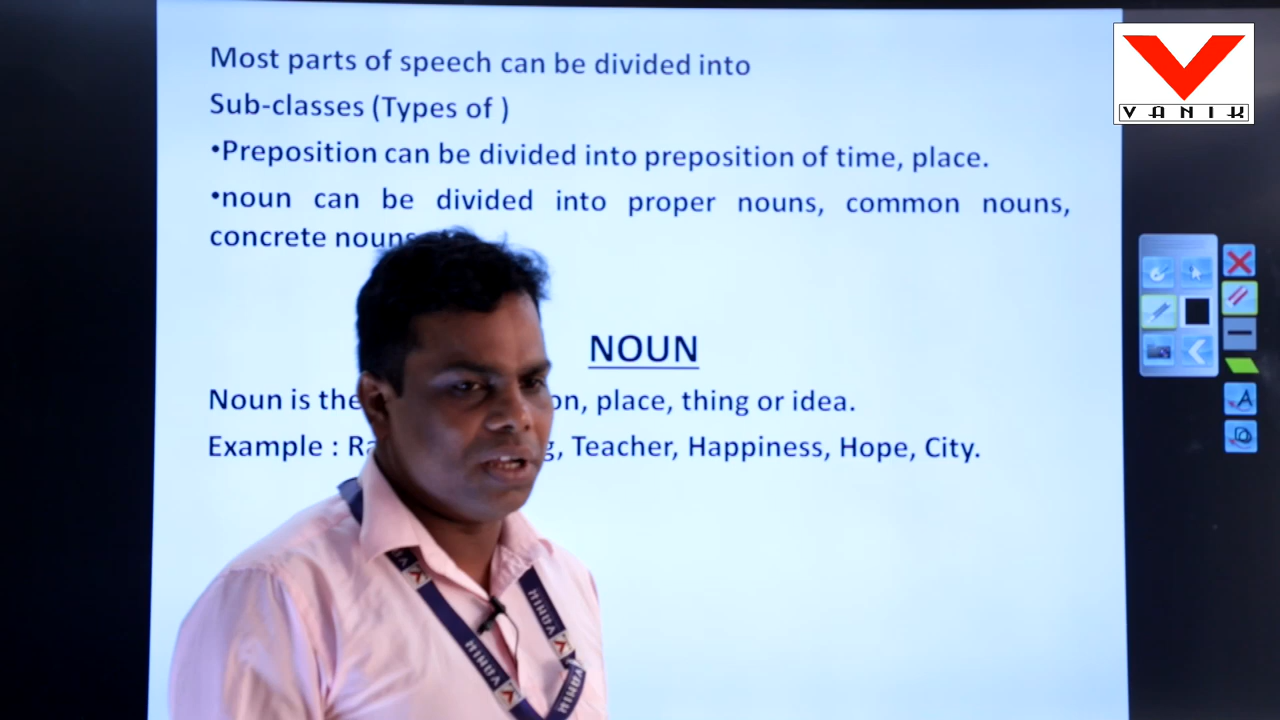 Most parts of speech can be divided into
Sub-classes (Types of )
•Preposition can be divided into preposition of time, place.
•noun can be divided into proper nouns, common nouns,
concrete nouns
NOUN
Noun is the place, thing or idea.
Example : Teacher, Happiness, Hope, City.
VANIK